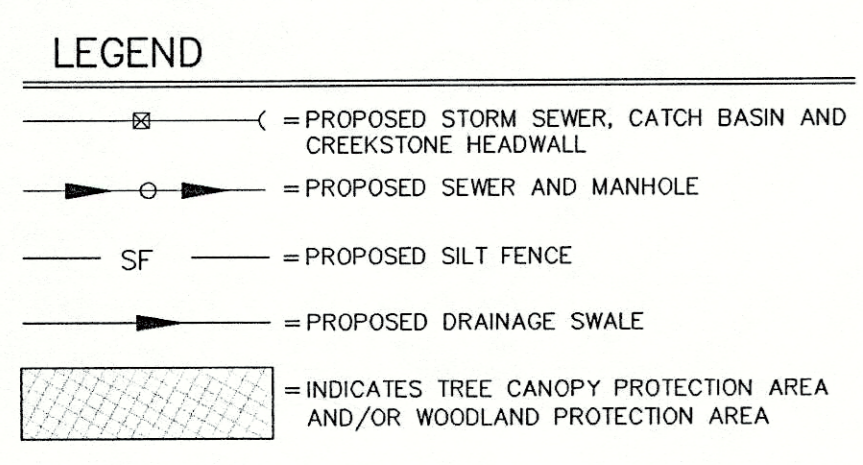 LEGEND
= PROPOSED STORM SEWER, CATCH BASIN AND
CREEKSTONE HEADWALL
= PROPOSED SEWER AND MANHOLE
SF = PROPOSED SILT FENCE
= PROPOSED DRAINAGE SWALE
= INDICATES TREE CANOPY PROTECTION AREA
AND/OR WOODLAND PROTECTION AREA